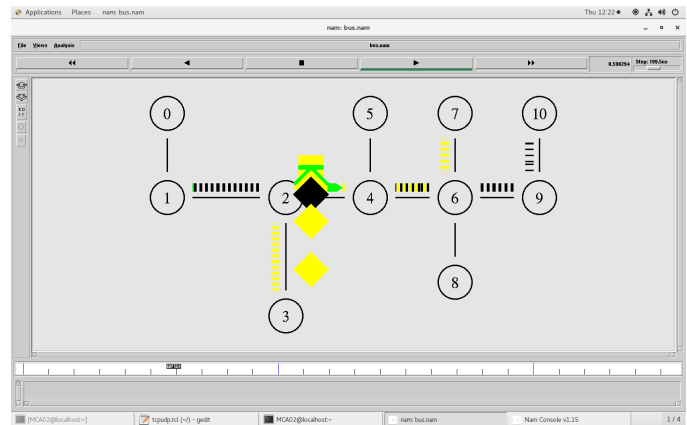 Applications Places nam: bus.nam Thu 12:22
nam: bus.nam
File Views Analysis bus.nam
0.590294 Step: 199.5us
0 5 7 10
1 2 4 6 9
8
3
[MCA02@localhost:~] tcpudp.tcl (~/) - gedit MCA02@localhost:~ nam: bus.nam Nam Console v1.15 1 / 4